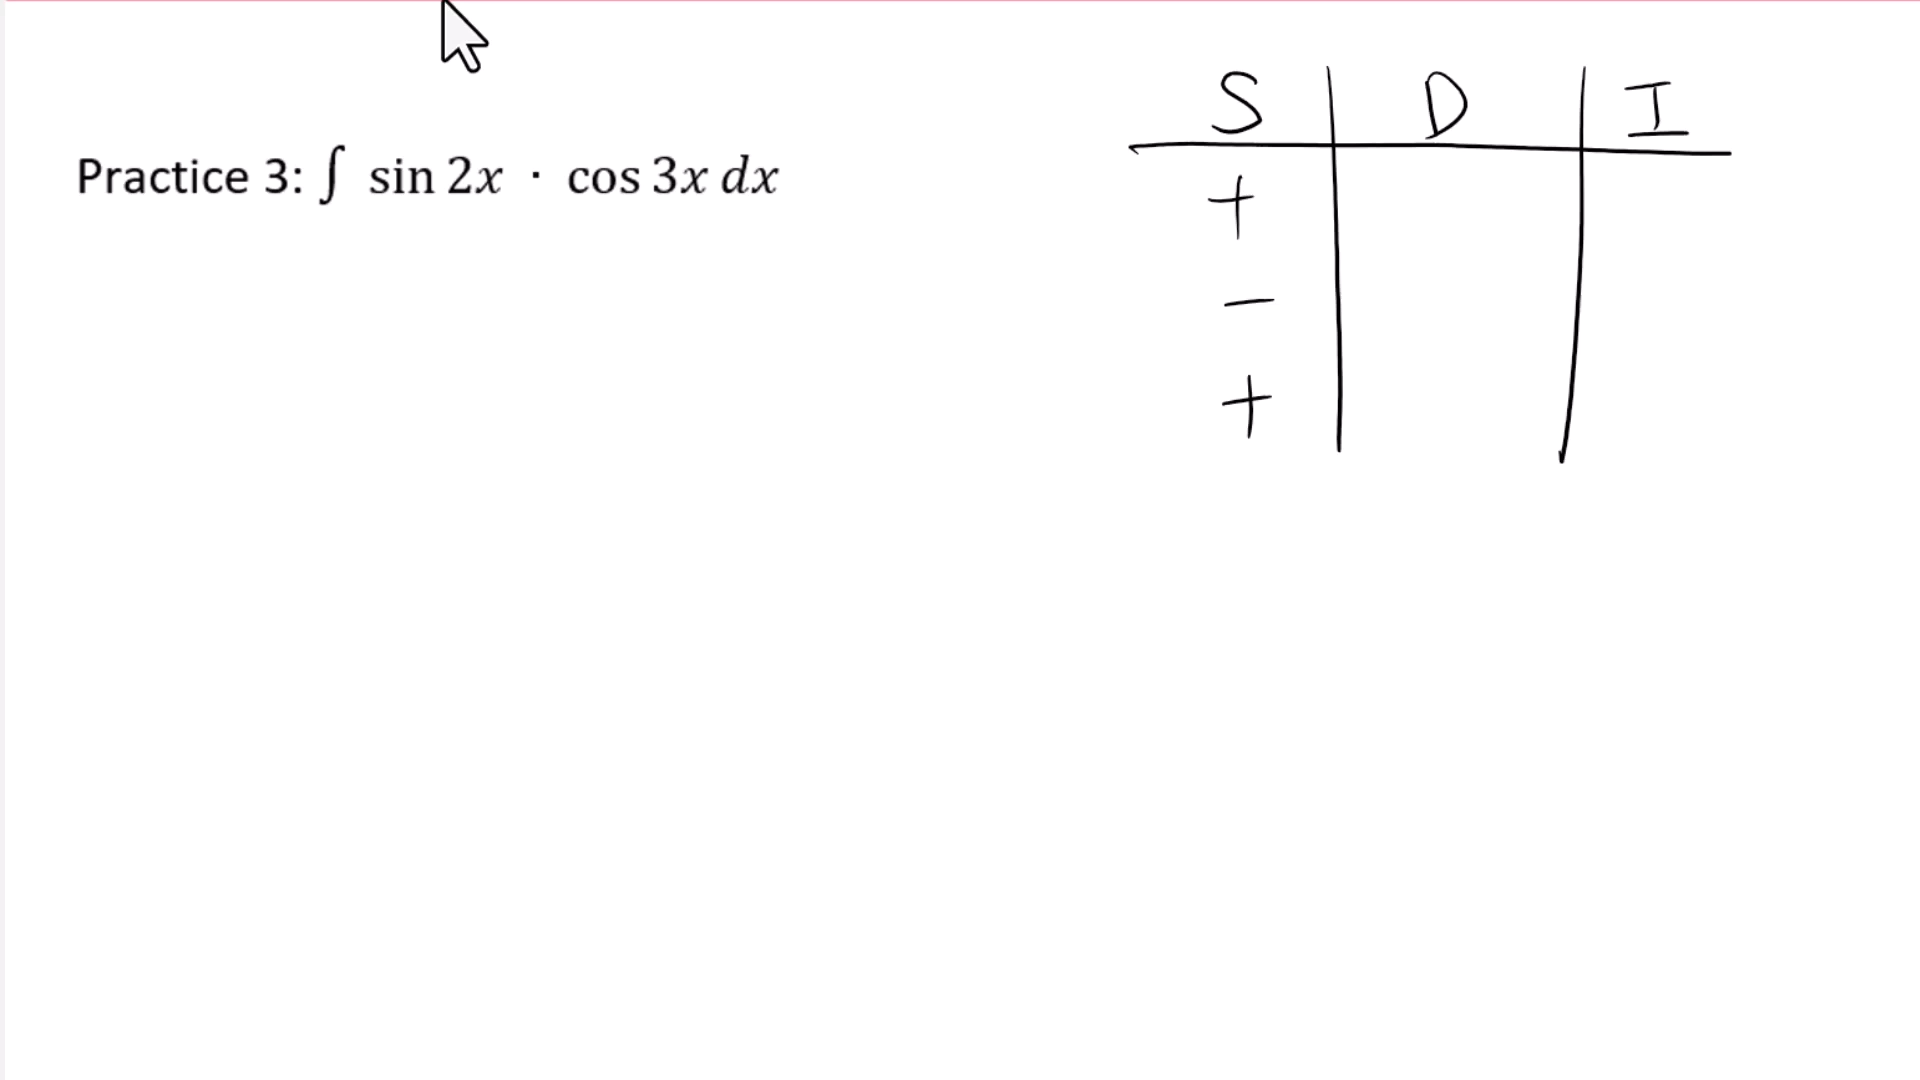 S D I
Practice 3: ∫ sin 2x · cos 3x dx
+
−
+